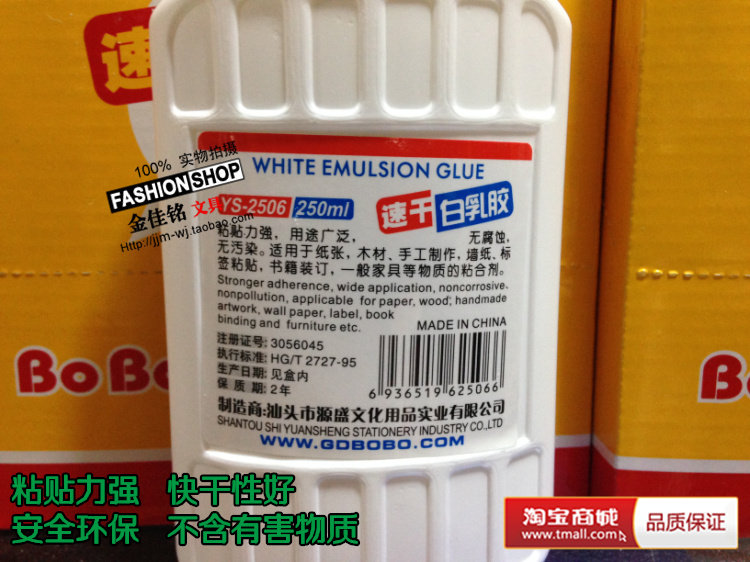 速干
100% 实物拍摄
FASHION SHOP
金佳铭 文具
Http://jjm-wj.taobao.com
WHITE EMULSION GLUE
YS-2506 250ml
速干白乳胶
粘贴力強，用途广泛， 无腐蚀,
无污染。适用于纸张，木材、手工制作，墙纸、标
签粘贴，书籍装订，一般家具等物质的粘合剂。
Stronger adherence, wide application, noncorrosive、
nonpollution, applicable for paper, wood, handmade
artwork, wall paper, label, book
binding and furniture etc.
MADE IN CHINA
注册证号: 3056045
执行标准: HG/T 2727-95
生产日期: 见盒内
保 质 期: 2年
6 936519 625066
制造商:汕头市源盛文化用品实业有限公司
SHANTOU SHI YUANSHENG STATIONERY INDUSTRY CO.,LTD
WWW.GDBOBO.COM
BoBo
Bo
粘贴力强 快干性好
安全环保 不含有害物质
淘宝商城
www.tmall.com
品质保证